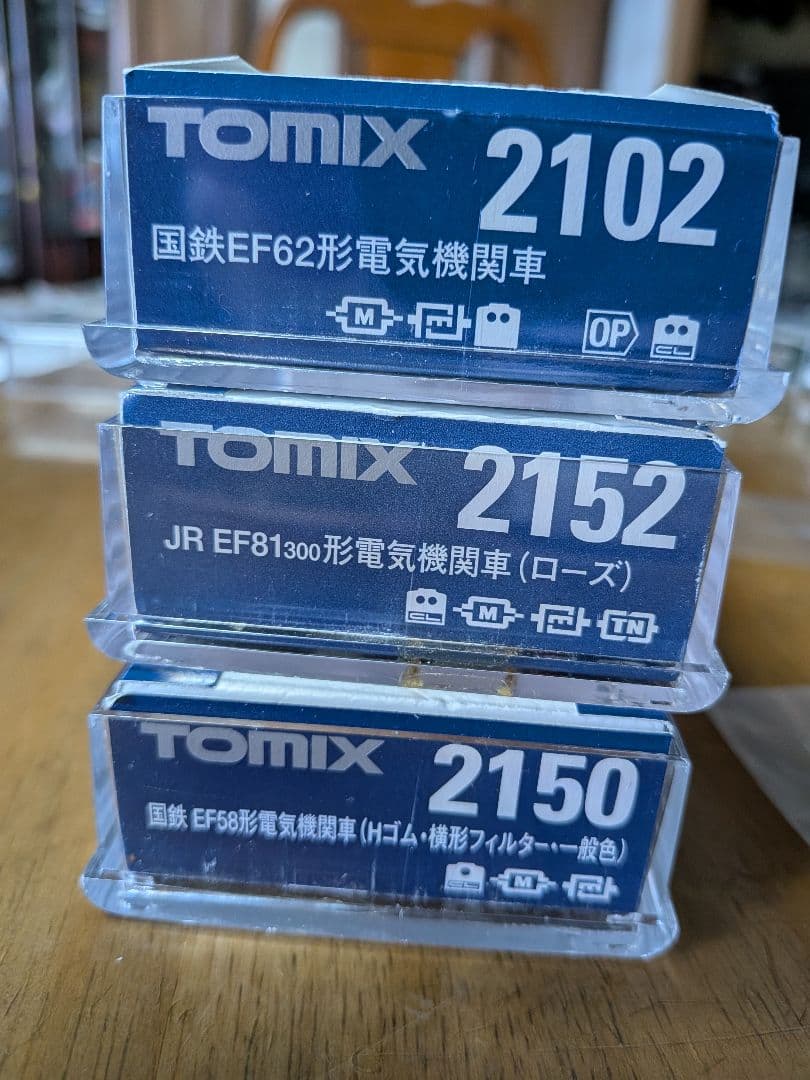 TOMIX 2102
国鉄EF62形電気機関車
M OP CL
TOMIX 2152
JR EF81300形電気機関車(ローズ)
CL M TN
TOMIX 2150
国鉄 EF58形電気機関車(Hゴム・横形フィルター・一般色)
CL M